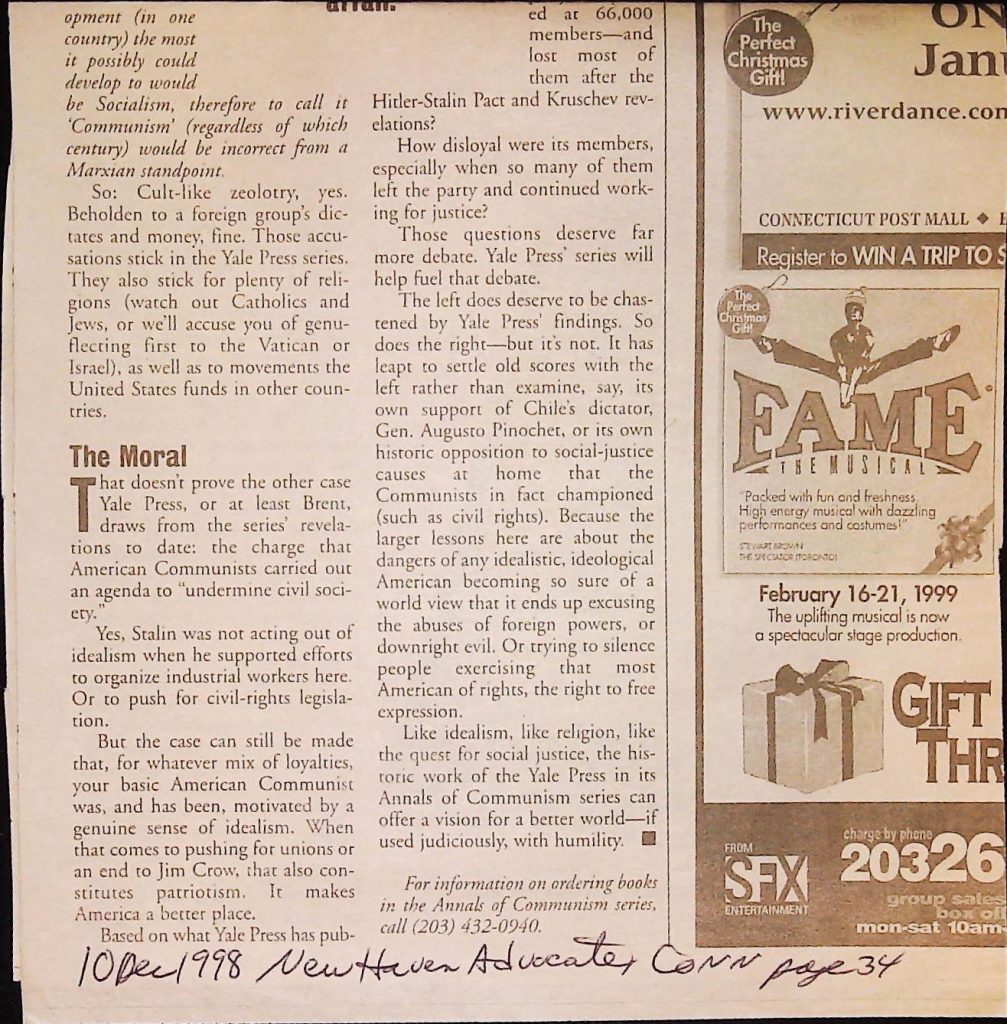 opment (in one
country) the most
it possibly could
develop to would
be Socialism, therefore to call it
'Communism' (regardless of which
century) would be incorrect from a
Marxian standpoint.
So: Cult-like zeolotry, yes.
Beholden to a foreign group's dic-
tates and money, fine. Those accu-
sations stick in the Yale Press series.
They also stick for plenty of reli-
gions (watch out Catholics and
Jews, or we'll accuse you of genu-
flecting first to the Vatican or
Israel), as well as to movements the
United States funds in other coun-
tries.
The Moral
That doesn't prove the other case
Yale Press, or at least Brent,
draws from the series' revela-
tions to date: the charge that
American Communists carried out
an agenda to "undermine civil soci-
ety."
Yes, Stalin was not acting out of
idealism when he supported efforts
to organize industrial workers here.
Or to push for civil-rights legisla-
tion.
But the case can still be made
that, for whatever mix of loyalties,
your basic American Communist
was, and has been, motivated by a
genuine sense of idealism. When
that comes to pushing for unions or
an end to Jim Crow, that also con-
stitutes patriotism. It makes
America a better place.
Based on what Yale Press has pub-
ed at 66,000
members—and
lost most of
them after the
Hitler-Stalin Pact and Kruschev rev-
elations?
How disloyal were its members,
especially when so many of them
left the party and continued work-
ing for justice?
Those questions deserve far
more debate. Yale Press' series will
help fuel that debate.
The left does deserve to be chas-
tened by Yale Press' findings. So
does the right—but it's not. It has
leapt to settle old scores with the
left rather than examine, say, its
own support of Chile's dictator,
Gen. Augusto Pinochet, or its own
historic opposition to social-justice
causes at home that the
Communists in fact championed
(such as civil rights). Because the
larger lessons here are about the
dangers of any idealistic, ideological
American becoming so sure of a
world view that it ends up excusing
the abuses of foreign powers, or
downright evil. Or trying to silence
people exercising that most
American of rights, the right to free
expression.
Like idealism, like religion, like
the quest for social justice, the his-
toric work of the Yale Press in its
Annals of Communism series can
offer a vision for a better world—if
used judiciously, with humility.
For information on ordering books
in the Annals of Communism series,
call (203) 432-0940.
The
Perfect
Christmas
Gift!
ON
Janu
www.riverdance.com
CONNECTICUT POST MALL ◆
Register to WIN A TRIP TO S
The
Perfect
Christmas
Gift!
FAME
THE MUSICAL
"Packed with fun and freshness.
High energy musical with dazzling
performances and costumes!"
STEWART BROWN
THE SPECTATOR (TORONTO)
February 16-21, 1999
The uplifting musical is now
a spectacular stage production.
GIFT
THR
FROM
SFX
ENTERTAINMENT
charge by phone
203 26
group sales
box off
mon-sat 10am-
10 Dec 1998 New Haven Advocate, Conn page 34